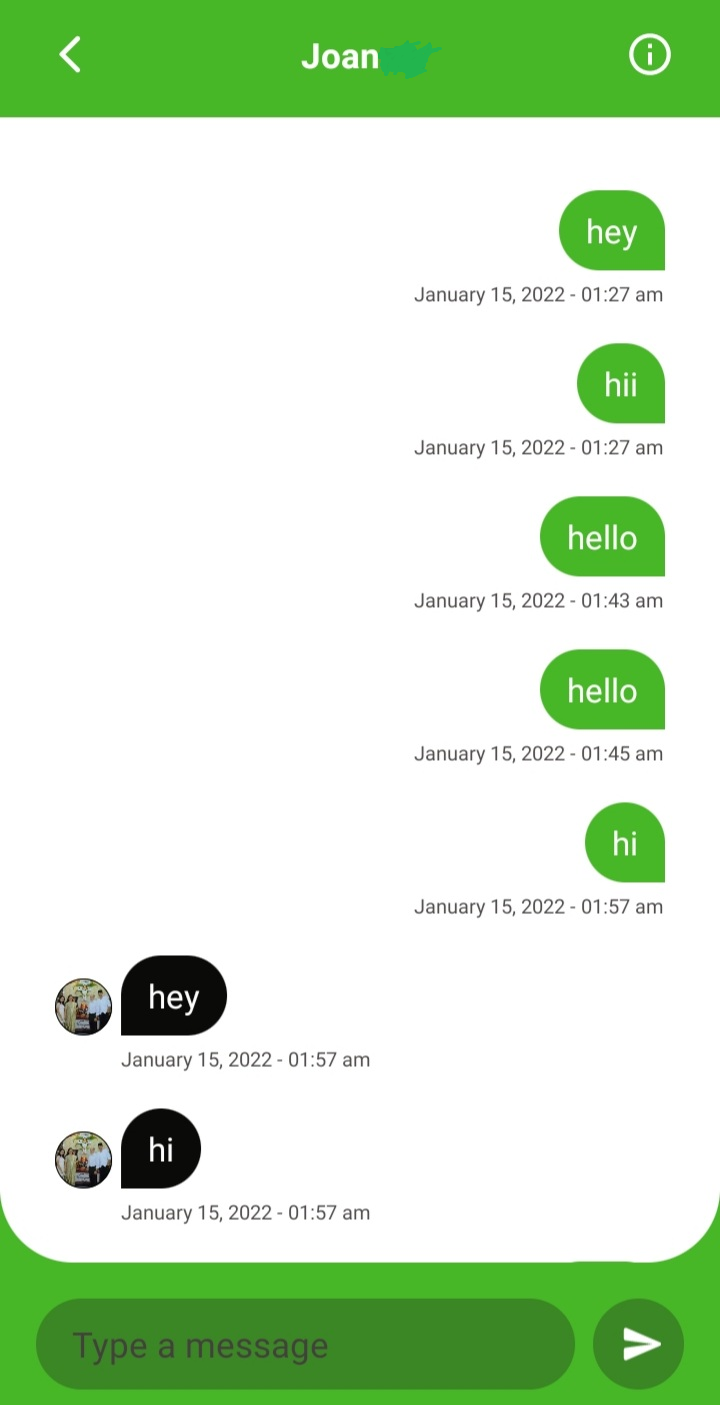 Joan
hey
January 15, 2022 - 01:27 am
hii
January 15, 2022 - 01:27 am
hello
January 15, 2022 - 01:43 am
hello
January 15, 2022 - 01:45 am
hi
January 15, 2022 - 01:57 am
hey
January 15, 2022 - 01:57 am
hi
January 15, 2022 - 01:57 am
Type a message